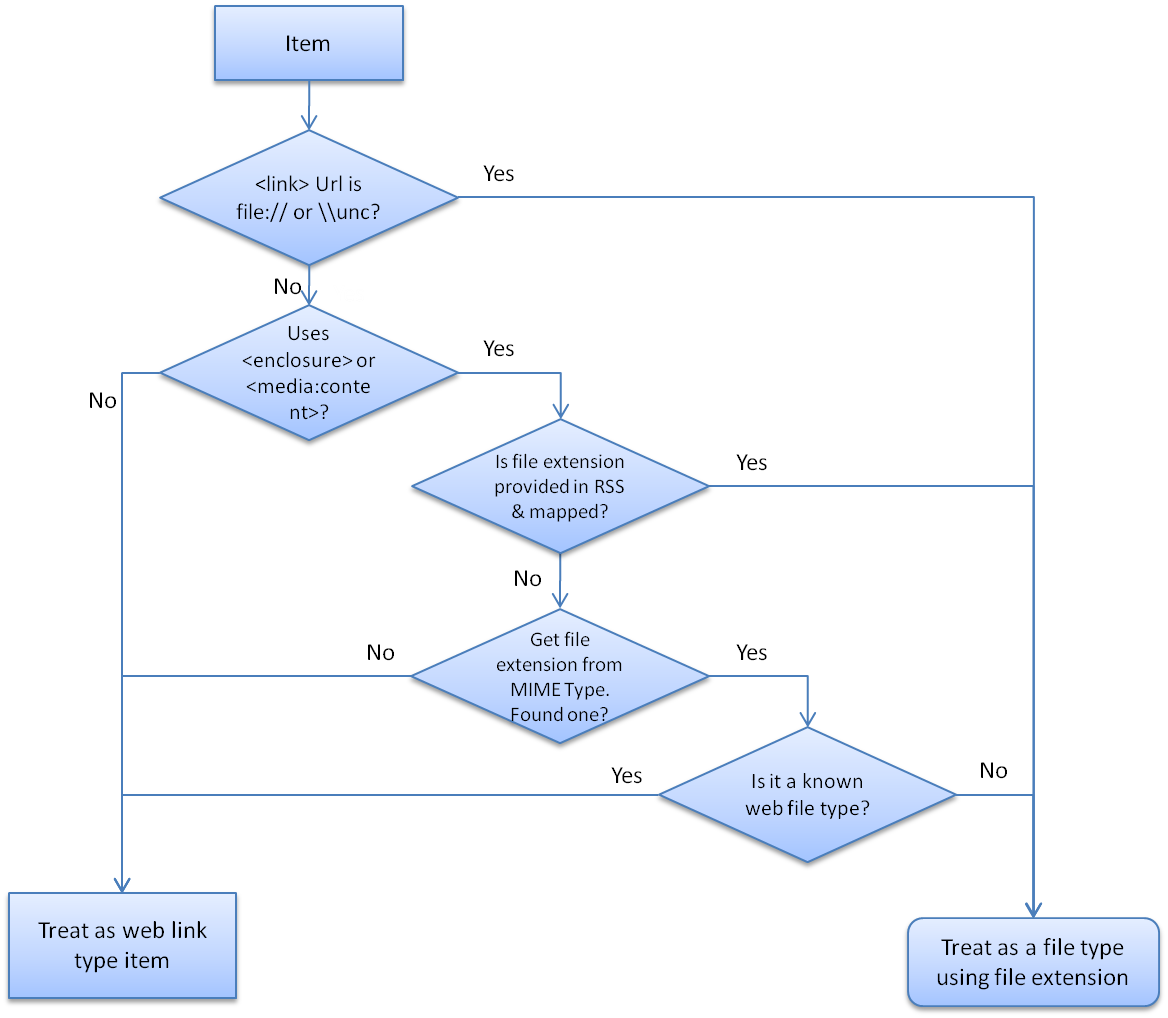 Item
<link> Url is
file:// or \\unc?
Yes
No
Uses
<enclosure> or
<media:conte
nt>?
Yes
No
Is file extension
provided in RSS
& mapped?
Yes
No
Get file
extension from
MIME Type.
Found one?
No
Yes
Is it a known
web file type?
Yes
No
Treat as web link
type item
Treat as a file type
using file extension